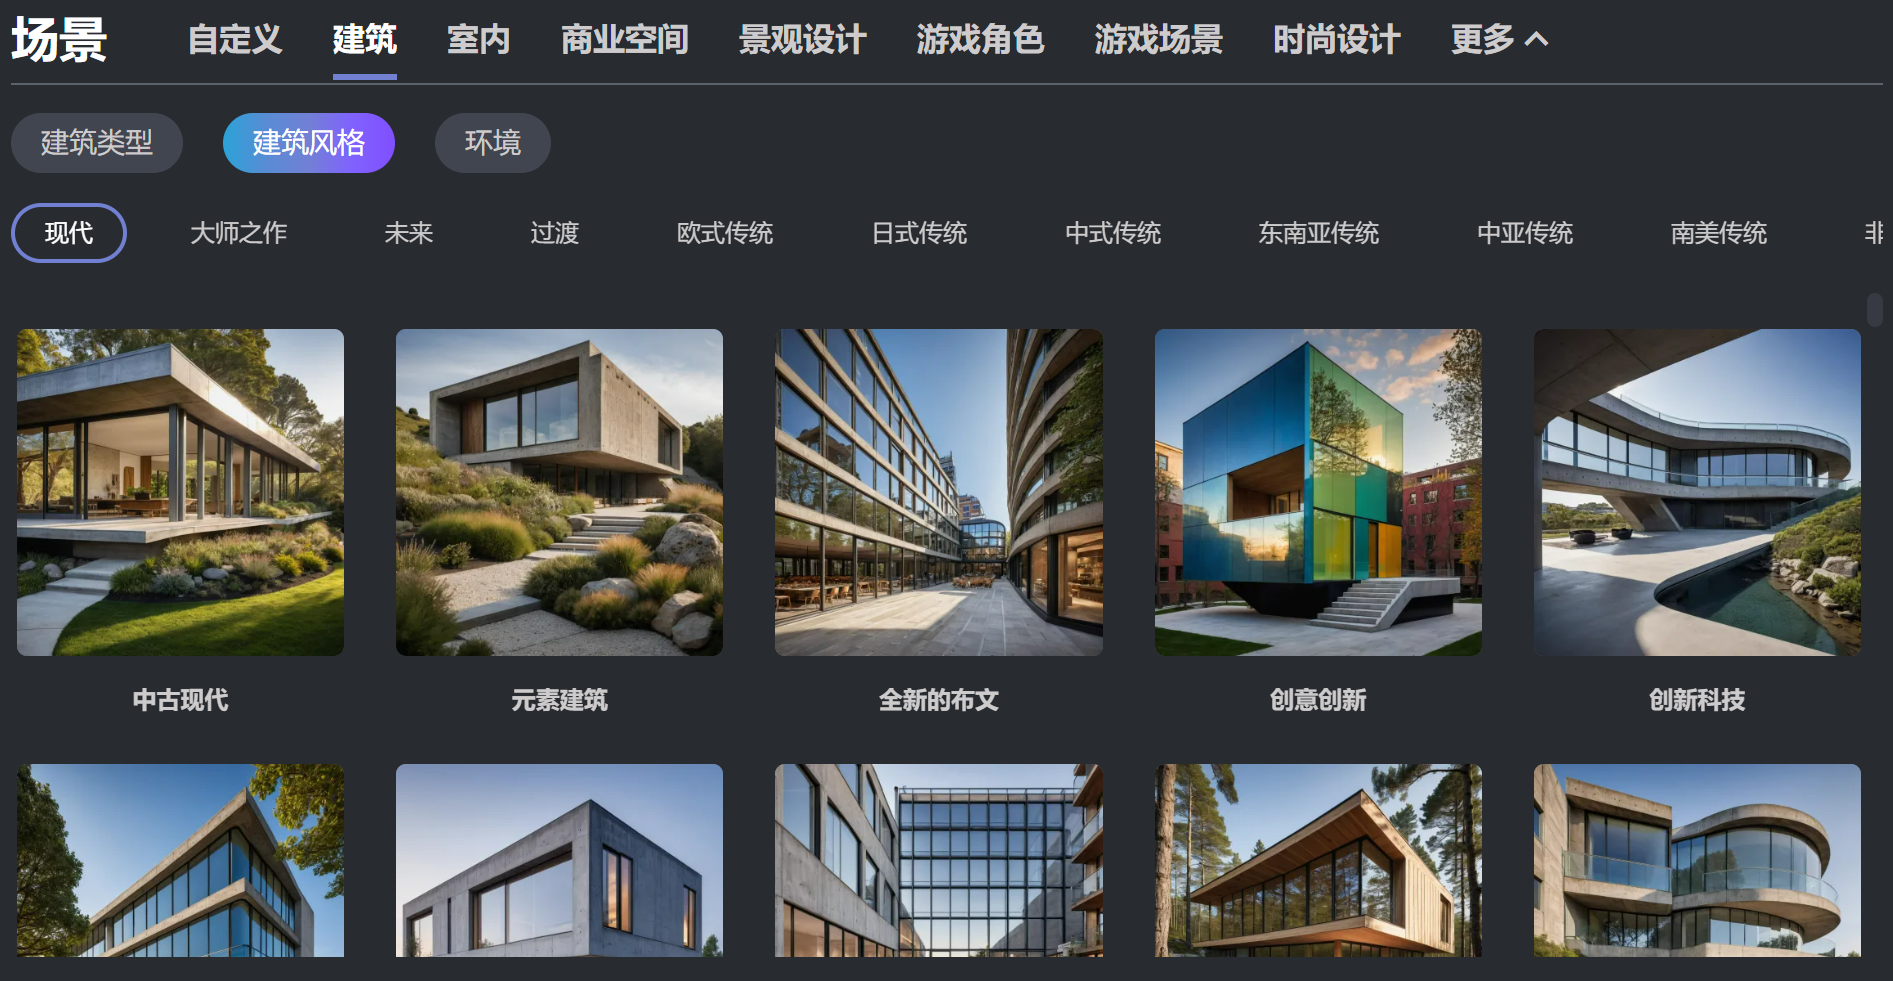 场景 自定义 建筑 室内 商业空间 景观设计 游戏角色 游戏场景 时尚设计 更多
建筑类型 建筑风格 环境
现代 大师之作 未来 过渡 欧式传统 日式传统 中式传统 东南亚传统 中亚传统 南美传统
中古现代 元素建筑 全新的布文 创意创新 创新科技